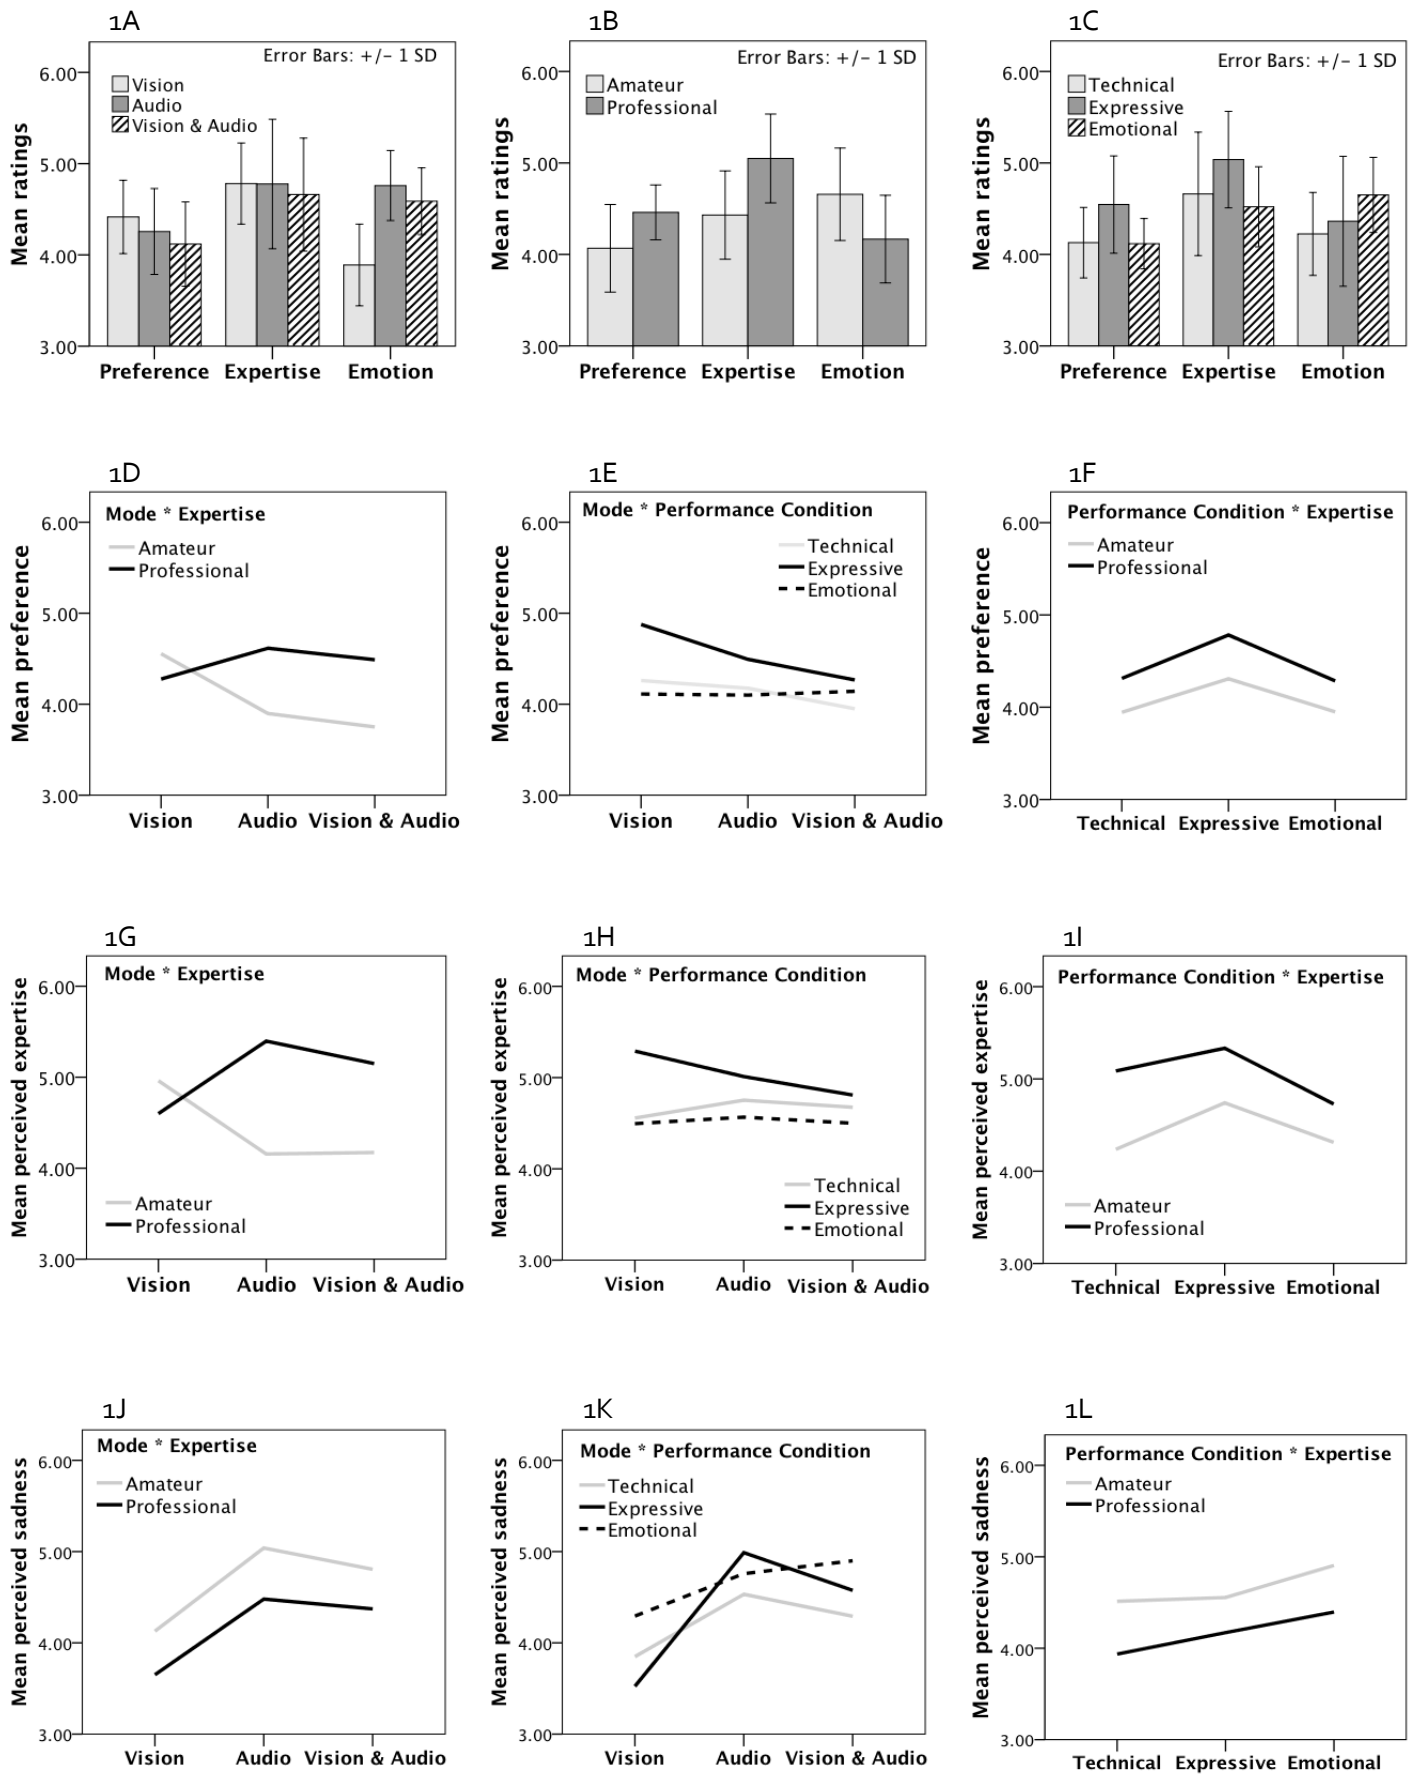 1A
Error Bars: +/- 1 SD
Vision
Audio
Vision & Audio
Mean ratings
6.00
5.00
4.00
3.00
Preference Expertise Emotion
1B
Error Bars: +/- 1 SD
Amateur
Professional
Mean ratings
6.00
5.00
4.00
3.00
Preference Expertise Emotion
1C
Error Bars: +/- 1 SD
Technical
Expressive
Emotional
Mean ratings
6.00
5.00
4.00
3.00
Preference Expertise Emotion
1D
Mode * Expertise
Amateur
Professional
Mean preference
6.00
5.00
4.00
3.00
Vision Audio Vision & Audio
1E
Mode * Performance Condition
Technical
Expressive
Emotional
Mean preference
6.00
5.00
4.00
3.00
Vision Audio Vision & Audio
1F
Performance Condition * Expertise
Amateur
Professional
Mean preference
6.00
5.00
4.00
3.00
Technical Expressive Emotional
1G
Mode * Expertise
Mean perceived expertise
6.00
5.00
4.00
3.00
Amateur
Professional
Vision Audio Vision & Audio
1H
Mode * Performance Condition
Mean perceived expertise
6.00
5.00
4.00
3.00
Technical
Expressive
Emotional
Vision Audio Vision & Audio
1I
Performance Condition * Expertise
Mean perceived expertise
6.00
5.00
4.00
3.00
Amateur
Professional
Technical Expressive Emotional
1J
Mode * Expertise
Amateur
Professional
Mean perceived sadness
6.00
5.00
4.00
3.00
Vision Audio Vision & Audio
1K
Mode * Performance Condition
Technical
Expressive
Emotional
Mean perceived sadness
6.00
5.00
4.00
3.00
Vision Audio Vision & Audio
1L
Performance Condition * Expertise
Amateur
Professional
Mean perceived sadness
6.00
5.00
4.00
3.00
Technical Expressive Emotional